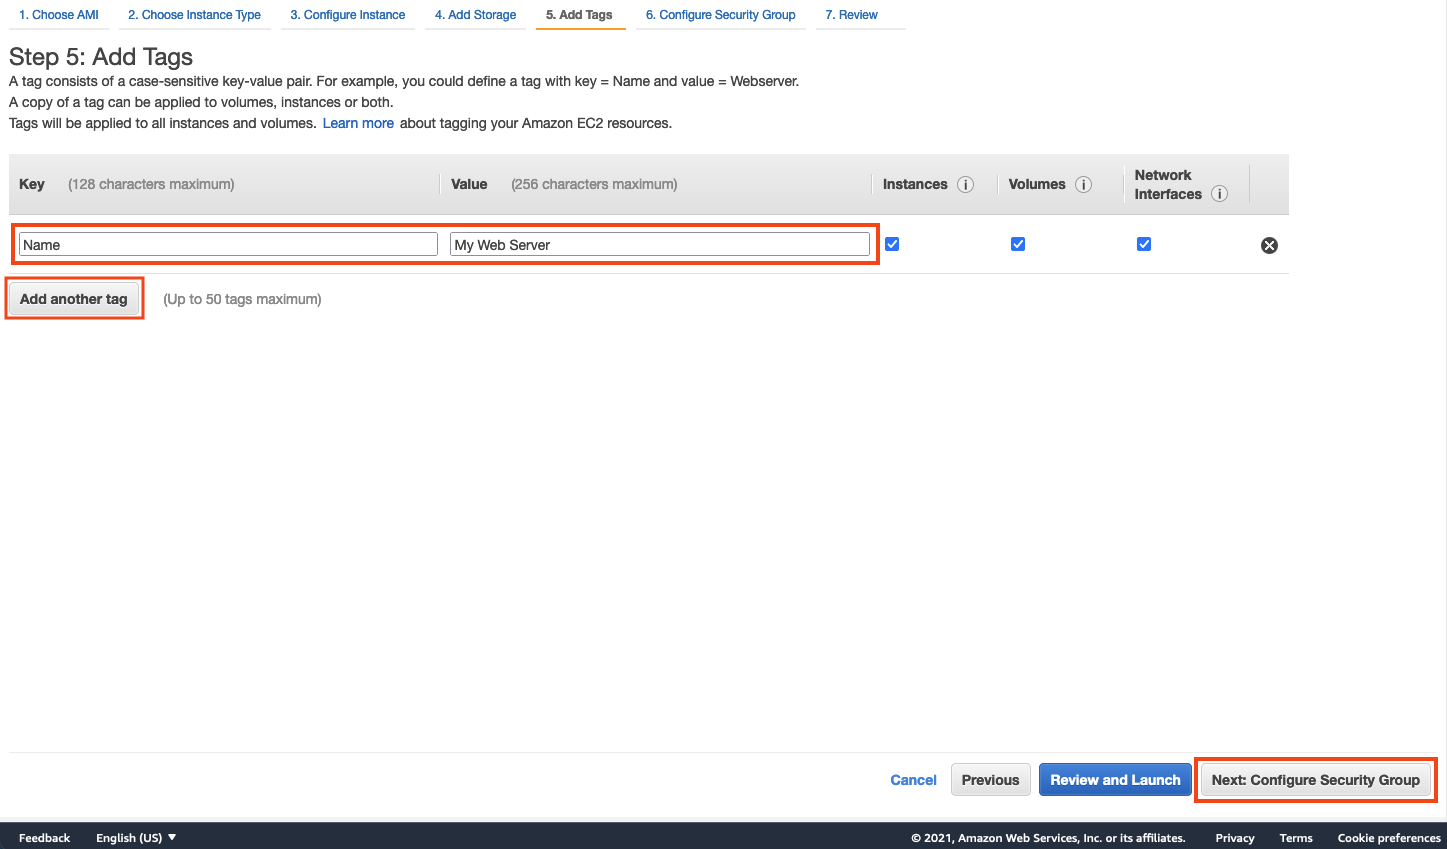 1. Choose AMI 2. Choose Instance Type 3. Configure Instance 4. Add Storage 5. Add Tags 6. Configure Security Group 7. Review
Step 5: Add Tags
A tag consists of a case-sensitive key-value pair. For example, you could define a tag with key = Name and value = Webserver.
A copy of a tag can be applied to volumes, instances or both.
Tags will be applied to all instances and volumes. Learn more about tagging your Amazon EC2 resources.
Key (128 characters maximum) Value (256 characters maximum) Instances i Volumes i Network
Interfaces i
Name My Web Server
Add another tag (Up to 50 tags maximum)
Cancel Previous Review and Launch Next: Configure Security Group
Feedback English (US) © 2021, Amazon Web Services, Inc. or its affiliates. Privacy Terms Cookie preferences